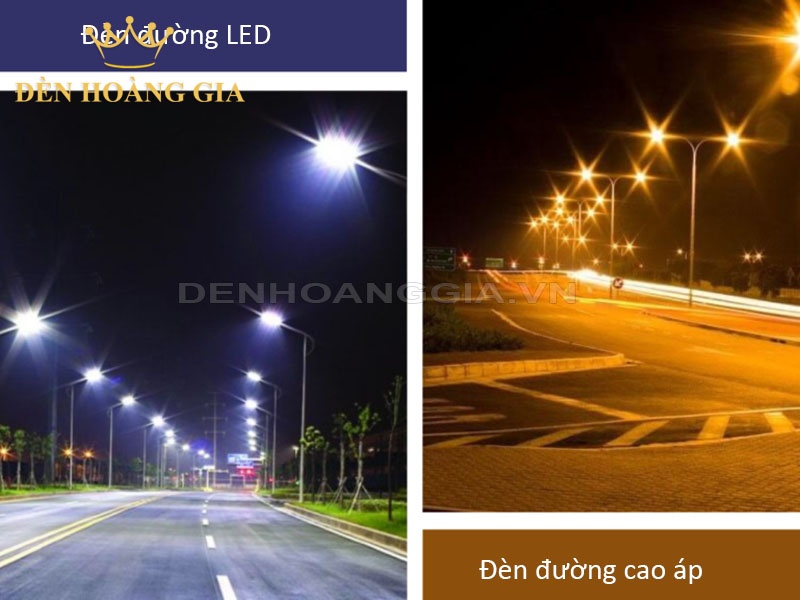 Đèn đường LED
ĐÈN HOÀNG GIA
DENHOANGGIA.VN
Đèn đường cao áp